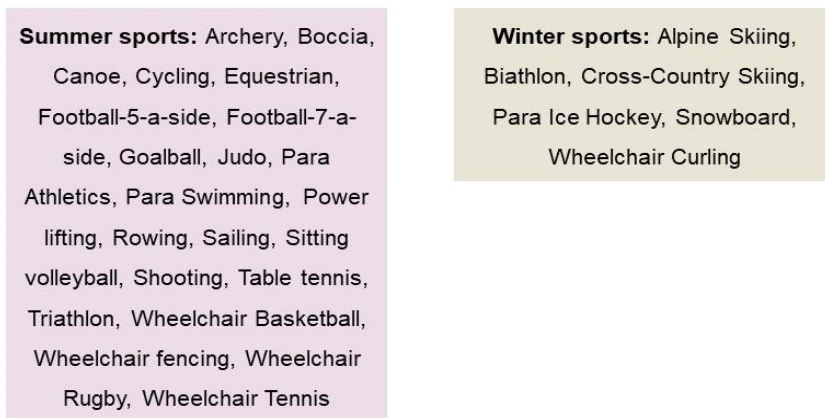 Summer sports: Archery, Boccia,
Canoe, Cycling, Equestrian,
Football-5-a-side, Football-7-a-
side, Goalball, Judo, Para
Athletics, Para Swimming, Power
lifting, Rowing, Sailing, Sitting
volleyball, Shooting, Table tennis,
Triathlon, Wheelchair Basketball,
Wheelchair fencing, Wheelchair
Rugby, Wheelchair Tennis
Winter sports: Alpine Skiing,
Biathlon, Cross-Country Skiing,
Para Ice Hockey, Snowboard,
Wheelchair Curling